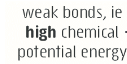 weak bonds, ie
high chemical ·
potential energy